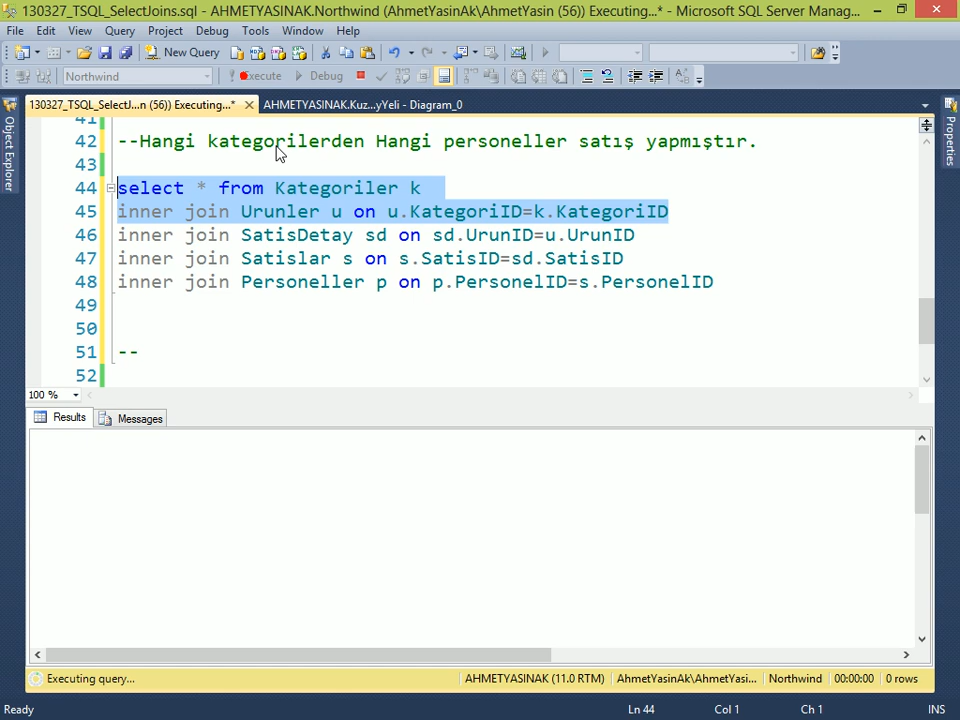 130327_TSQL_SelectJoins.sql - AHMETYASINAK.Northwind (AhmetYasinAk\AhmetYasin (56)) Executing...* - Microsoft SQL Server Manag...
File Edit View Query Project Debug Tools Window Help
New Query
Northwind Execute Debug
130327_TSQL_SelectJ...n (56)) Executing...* AHMETYASINAK.Kuz...yYeli - Diagram_0
Object Explorer
Properties
41
42 --Hangi kategorilerden Hangi personeller satış yapmıştır.
43
44 select * from Kategoriler k
45 inner join Urunler u on u.KategoriID=k.KategoriID
46 inner join SatisDetay sd on sd.UrunID=u.UrunID
47 inner join Satislar s on s.SatisID=sd.SatisID
48 inner join Personeller p on p.PersonelID=s.PersonelID
49
50
51 --
52
100 %
Results Messages
Executing query... AHMETYASINAK (11.0 RTM) AhmetYasinAk\AhmetYasi... Northwind 00:00:00 0 rows
Ready Ln 44 Col 1 Ch 1 INS